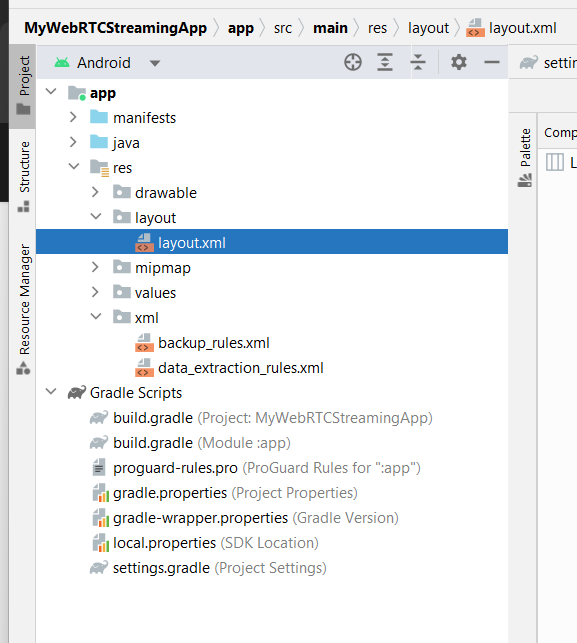 MyWebRTCStreamingApp app src main res layout layout.xml
Project
Android
settin
app
manifests
java
res
drawable
layout
layout.xml
mipmap
values
xml
backup_rules.xml
data_extraction_rules.xml
Gradle Scripts
build.gradle (Project: MyWebRTCStreamingApp)
build.gradle (Module :app)
proguard-rules.pro (ProGuard Rules for ":app")
gradle.properties (Project Properties)
gradle-wrapper.properties (Gradle Version)
local.properties (SDK Location)
settings.gradle (Project Settings)
Structure
Resource Manager
Palette
Comp
L